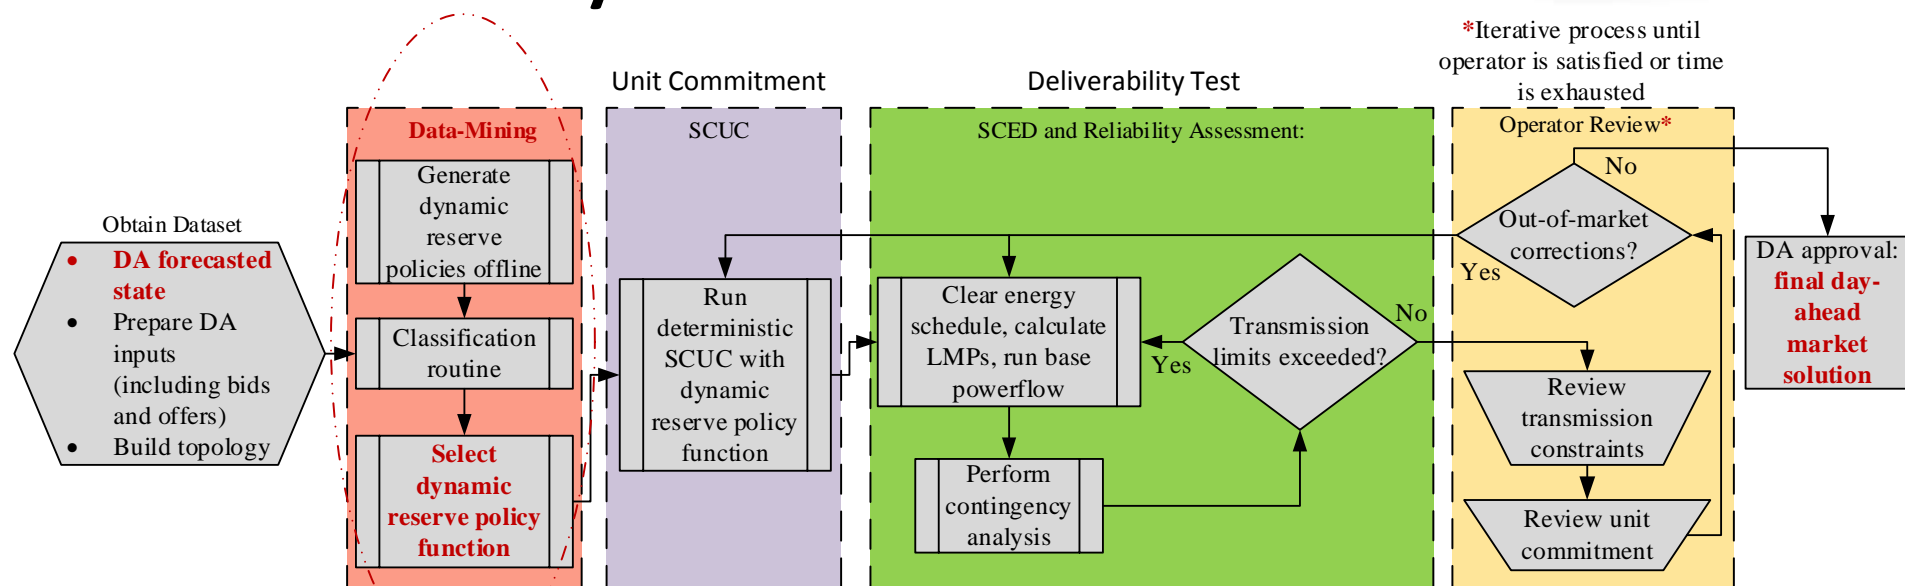 *Iterative process until
operator is satisfied or time
is exhausted
Unit Commitment
Deliverability Test
Data-Mining
SCUC
SCED and Reliability Assessment:
Operator Review*
Obtain Dataset
• DA forecasted
state
• Prepare DA
inputs
(including bids
and offers)
• Build topology
Generate
dynamic
reserve
policies offline
Classification
routine
Select
dynamic
reserve policy
function
Run
deterministic
SCUC with
dynamic
reserve policy
function
Clear energy
schedule, calculate
LMPs, run base
powerflow
Perform
contingency
analysis
Transmission
limits exceeded?
Yes
No
Review
transmission
constraints
Review unit
commitment
Out-of-market
corrections?
Yes
No
DA approval:
final day-
ahead
market
solution